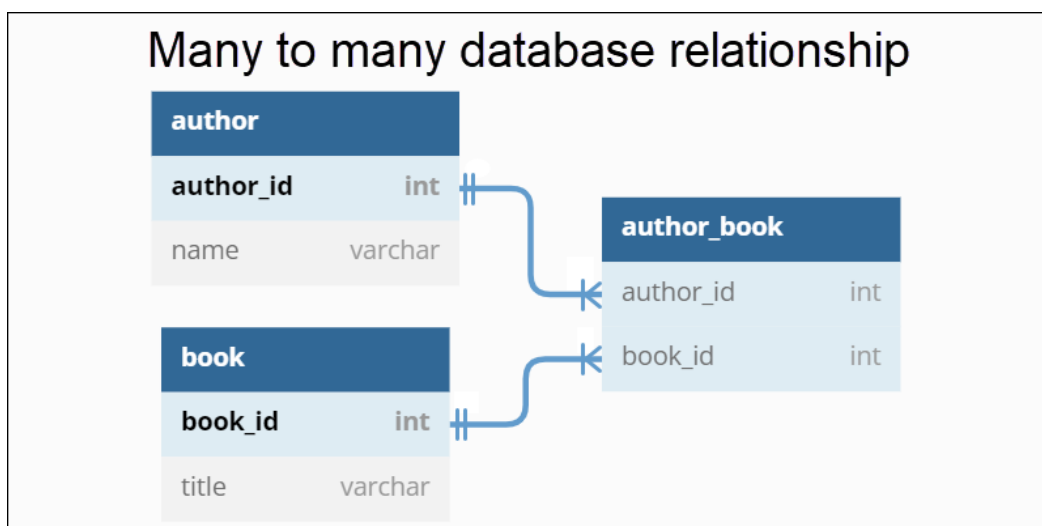 Many to many database relationship
author
author_id int
name varchar
author_book
author_id int
book_id int
book
book_id int
title varchar